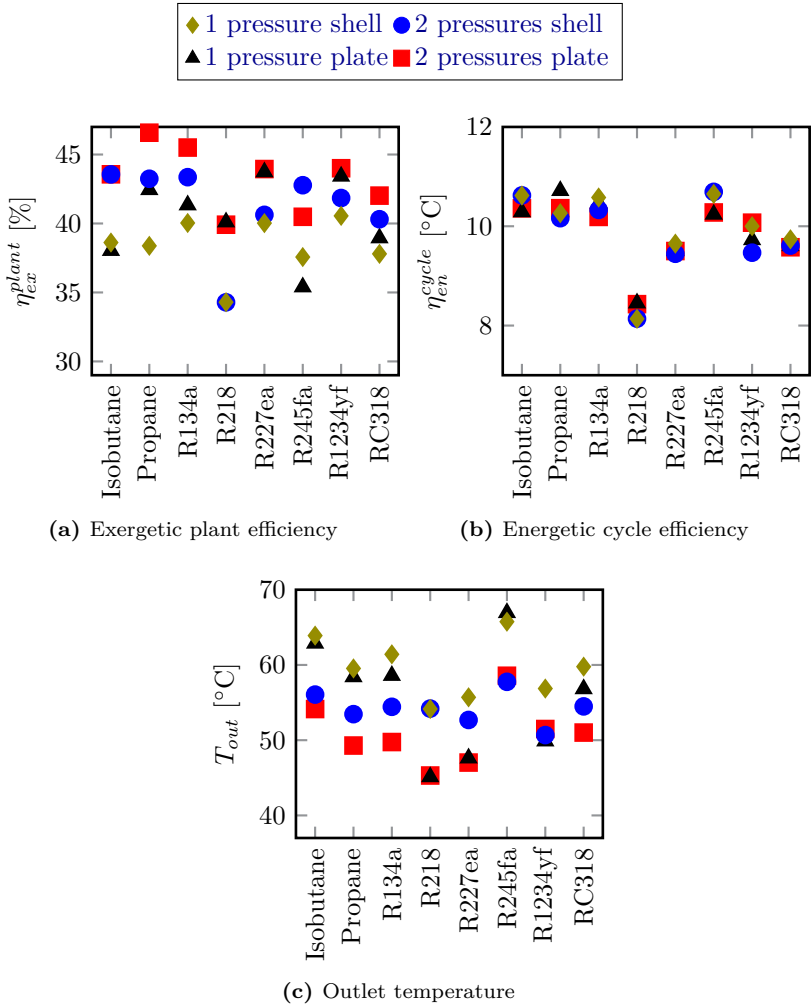 1 pressure shell 2 pressures shell
1 pressure plate 2 pressures plate
45
40
35
30
η_ex^plant [%]
Isobutane
Propane
R134a
R218
R227ea
R245fa
R1234yf
RC318
(a) Exergetic plant efficiency
12
10
8
η_en^cycle [°C]
Isobutane
Propane
R134a
R218
R227ea
R245fa
R1234yf
RC318
(b) Energetic cycle efficiency
70
60
50
40
T_out [°C]
Isobutane
Propane
R134a
R218
R227ea
R245fa
R1234yf
RC318
(c) Outlet temperature